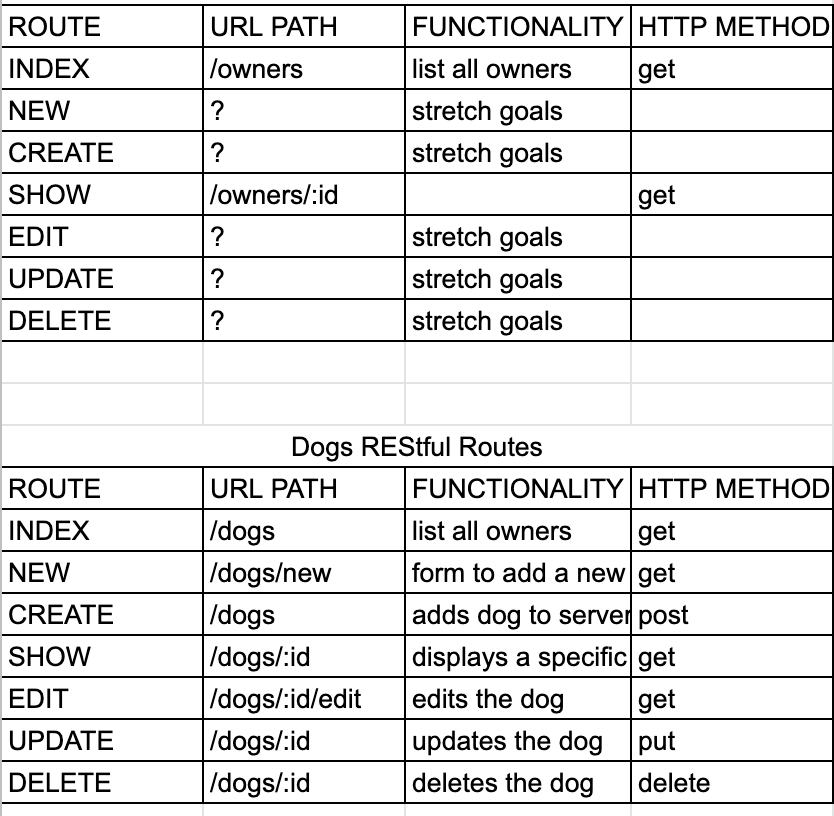 ROUTE URL PATH FUNCTIONALITY HTTP METHOD
INDEX /owners list all owners get
NEW ? stretch goals
CREATE ? stretch goals
SHOW /owners/:id get
EDIT ? stretch goals
UPDATE ? stretch goals
DELETE ? stretch goals
Dogs REStful Routes
ROUTE URL PATH FUNCTIONALITY HTTP METHOD
INDEX /dogs list all owners get
NEW /dogs/new form to add a new get
CREATE /dogs adds dog to server post
SHOW /dogs/:id displays a specific get
EDIT /dogs/:id/edit edits the dog get
UPDATE /dogs/:id updates the dog put
DELETE /dogs/:id deletes the dog delete